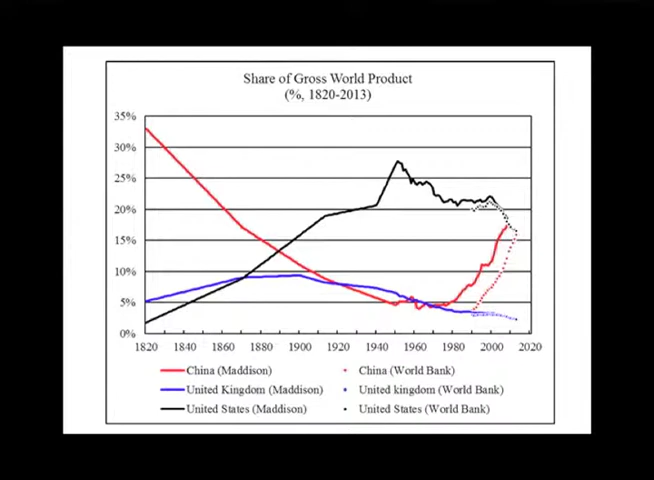 Share of Gross World Product
(%, 1820-2013)
35%
30%
25%
20%
15%
10%
5%
0%
1820 1840 1860 1880 1900 1920 1940 1960 1980 2000 2020
China (Maddison) China (World Bank)
United Kingdom (Maddison) United kingdom (World Bank)
United States (Maddison) United States (World Bank)